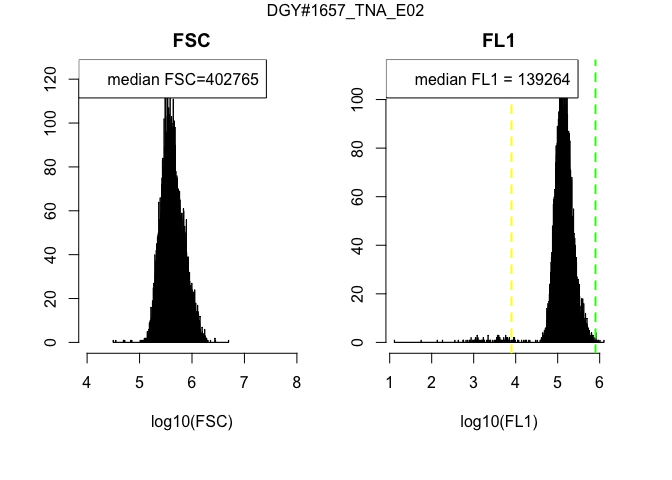 DGY#1657_TNA_E02
FSC
median FSC=402765
120
100
80
60
40
20
0
4 5 6 7 8
log10(FSC)
FL1
median FL1 = 139264
100
80
60
40
20
0
1 2 3 4 5 6
log10(FL1)